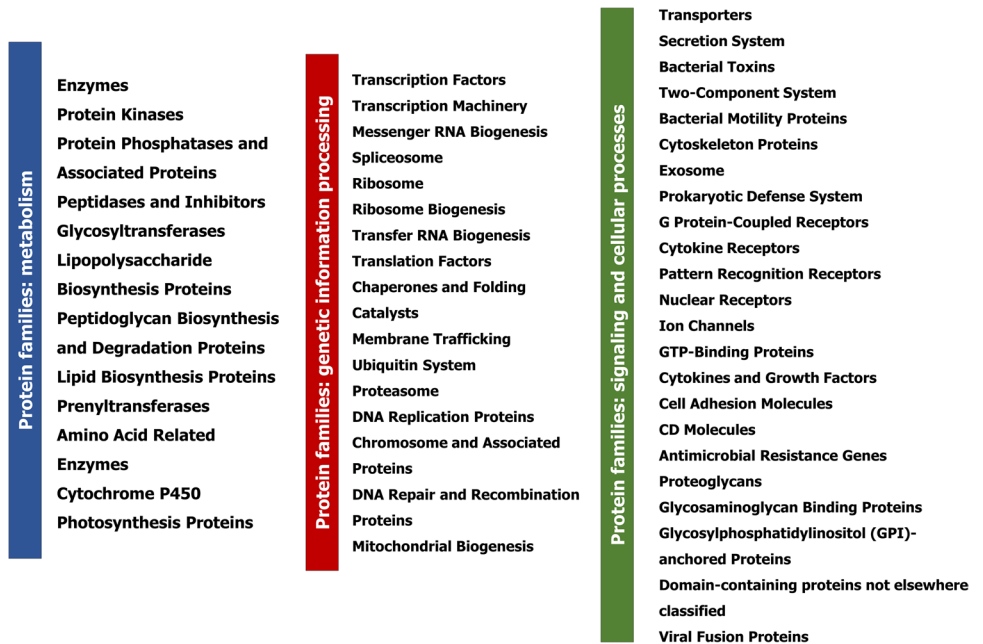 Protein families: metabolism
Enzymes
Protein Kinases
Protein Phosphatases and
Associated Proteins
Peptidases and Inhibitors
Glycosyltransferases
Lipopolysaccharide
Biosynthesis Proteins
Peptidoglycan Biosynthesis
and Degradation Proteins
Lipid Biosynthesis Proteins
Prenyltransferases
Amino Acid Related
Enzymes
Cytochrome P450
Photosynthesis Proteins
Protein families: genetic information processing
Transcription Factors
Transcription Machinery
Messenger RNA Biogenesis
Spliceosome
Ribosome
Ribosome Biogenesis
Transfer RNA Biogenesis
Translation Factors
Chaperones and Folding
Catalysts
Membrane Trafficking
Ubiquitin System
Proteasome
DNA Replication Proteins
Chromosome and Associated
Proteins
DNA Repair and Recombination
Proteins
Mitochondrial Biogenesis
Protein families: signaling and cellular processes
Transporters
Secretion System
Bacterial Toxins
Two-Component System
Bacterial Motility Proteins
Cytoskeleton Proteins
Exosome
Prokaryotic Defense System
G Protein-Coupled Receptors
Cytokine Receptors
Pattern Recognition Receptors
Nuclear Receptors
Ion Channels
GTP-Binding Proteins
Cytokines and Growth Factors
Cell Adhesion Molecules
CD Molecules
Antimicrobial Resistance Genes
Proteoglycans
Glycosaminoglycan Binding Proteins
Glycosylphosphatidylinositol (GPI)-
anchored Proteins
Domain-containing proteins not elsewhere
classified
Viral Fusion Proteins